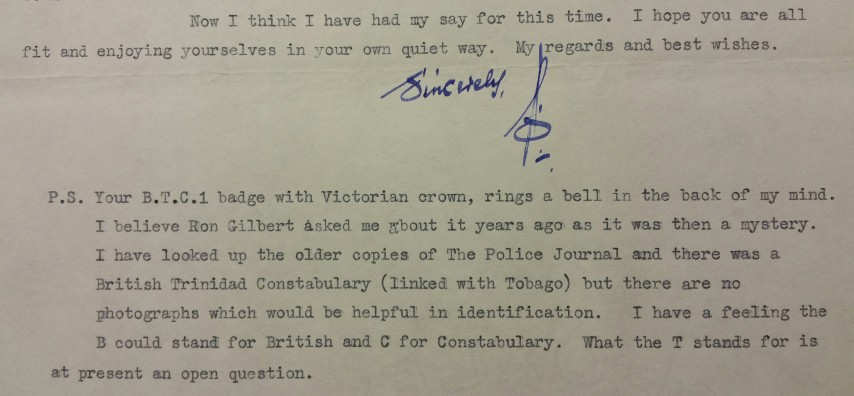 Now I think I have had my say for this time. I hope you are all
fit and enjoying yourselves in your own quiet way. My regards and best wishes.
Sincerely,
P.S. Your B.T.C.1 badge with Victorian crown, rings a bell in the back of my mind.
I believe Ron Gilbert asked me about it years ago as it was then a mystery.
I have looked up the older copies of The Police Journal and there was a
British Trinidad Constabulary (linked with Tobago) but there are no
photographs which would be helpful in identification. I have a feeling the
B could stand for British and C for Constabulary. What the T stands for is
at present an open question.